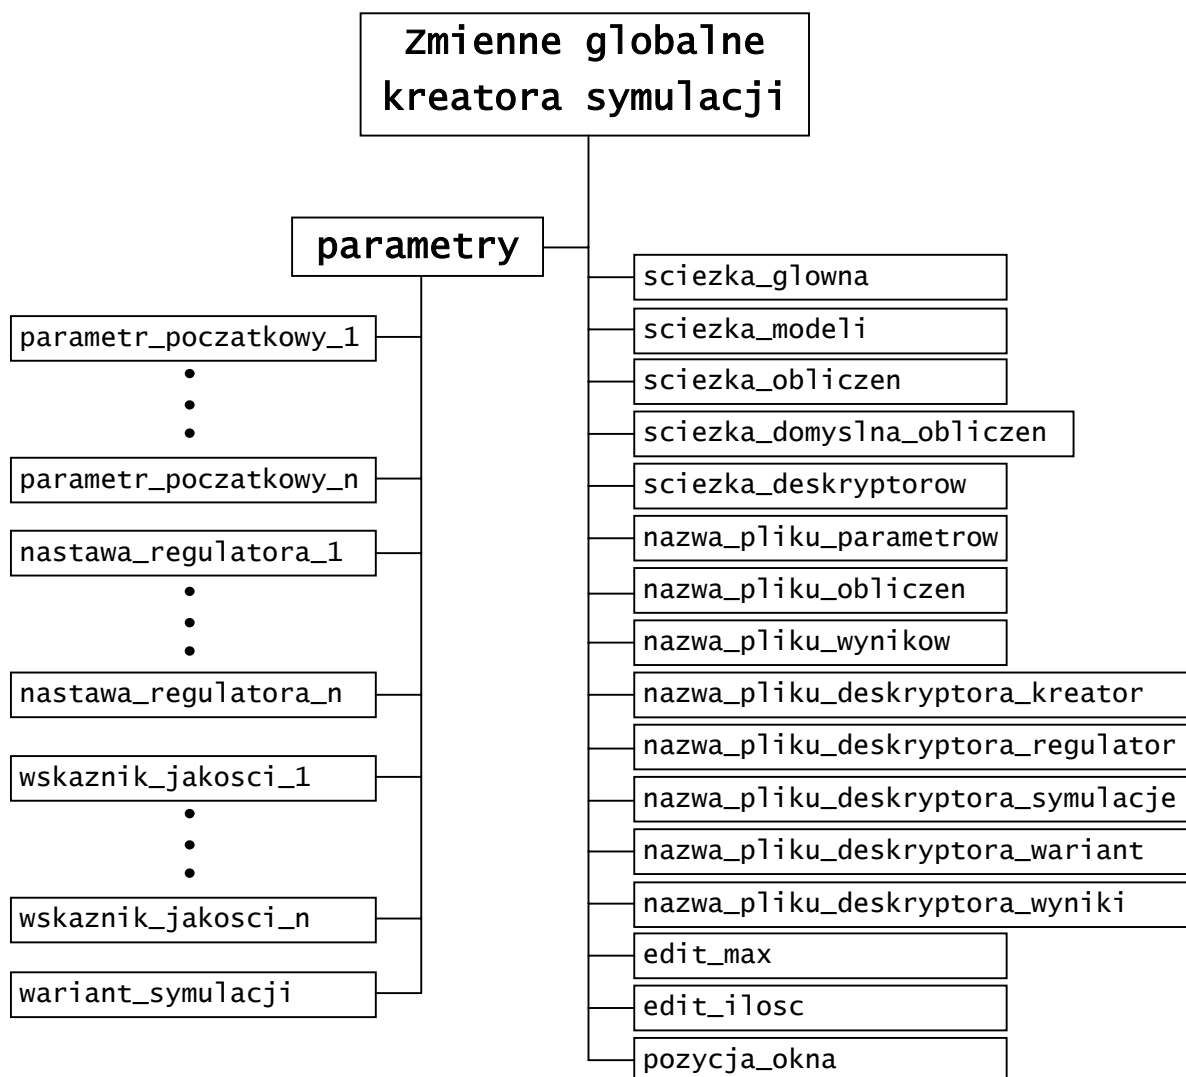 Zmienne globalne
kreatora symulacji
parametry
parametr_poczatkowy_1
parametr_poczatkowy_n
nastawa_regulatora_1
nastawa_regulatora_n
wskaznik_jakosci_1
wskaznik_jakosci_n
wariant_symulacji
sciezka_glowna
sciezka_modeli
sciezka_obliczen
sciezka_domyslna_obliczen
sciezka_deskryptorow
nazwa_pliku_parametrow
nazwa_pliku_obliczen
nazwa_pliku_wynikow
nazwa_pliku_deskryptora_kreator
nazwa_pliku_deskryptora_regulator
nazwa_pliku_deskryptora_symulacje
nazwa_pliku_deskryptora_wariant
nazwa_pliku_deskryptora_wyniki
edit_max
edit_ilosc
pozycja_okna